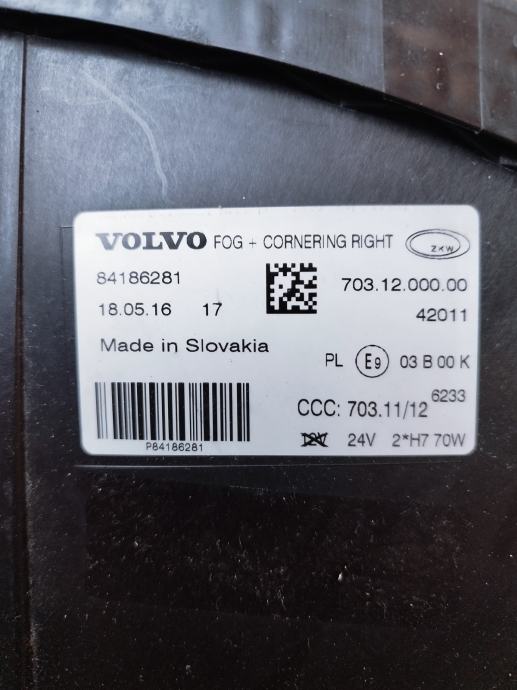 VOLVO FOG + CORNERING RIGHT ZKW
84186281 703.12.000.00
18.05.16 17 42011
Made in Slovakia
PL E9 03 B 00 K
CCC: 703.11/12 6233
12V 24V 2*H7 70W
P84186281